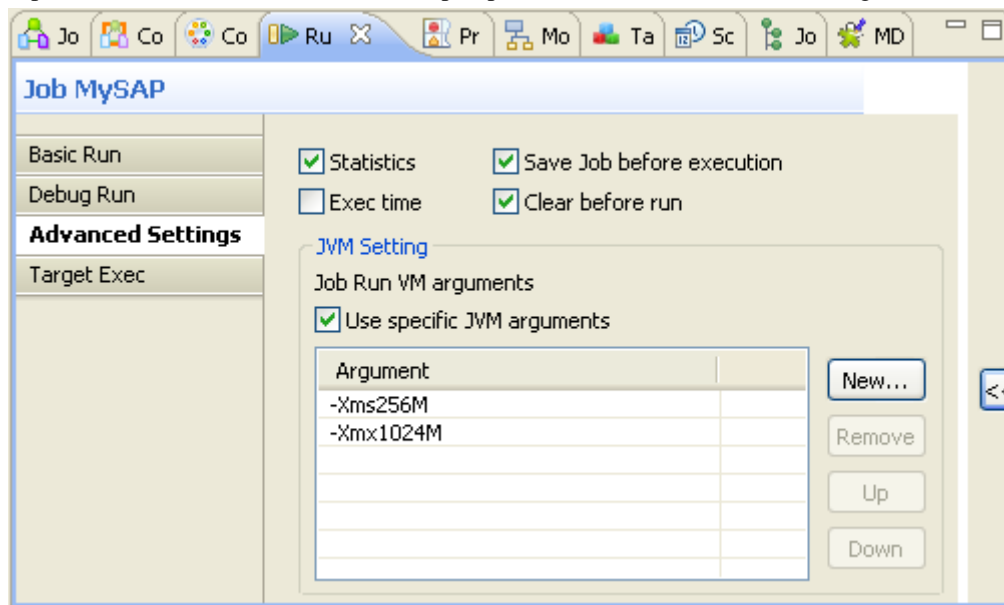 Jo Co Co Ru Pr Mo Ta Sc Jo MD
Job MySAP
Basic Run
Debug Run
Advanced Settings
Target Exec
Statistics Save Job before execution
Exec time Clear before run
JVM Setting
Job Run VM arguments
Use specific JVM arguments
Argument
-Xms256M
-Xmx1024M
New...
Remove
Up
Down